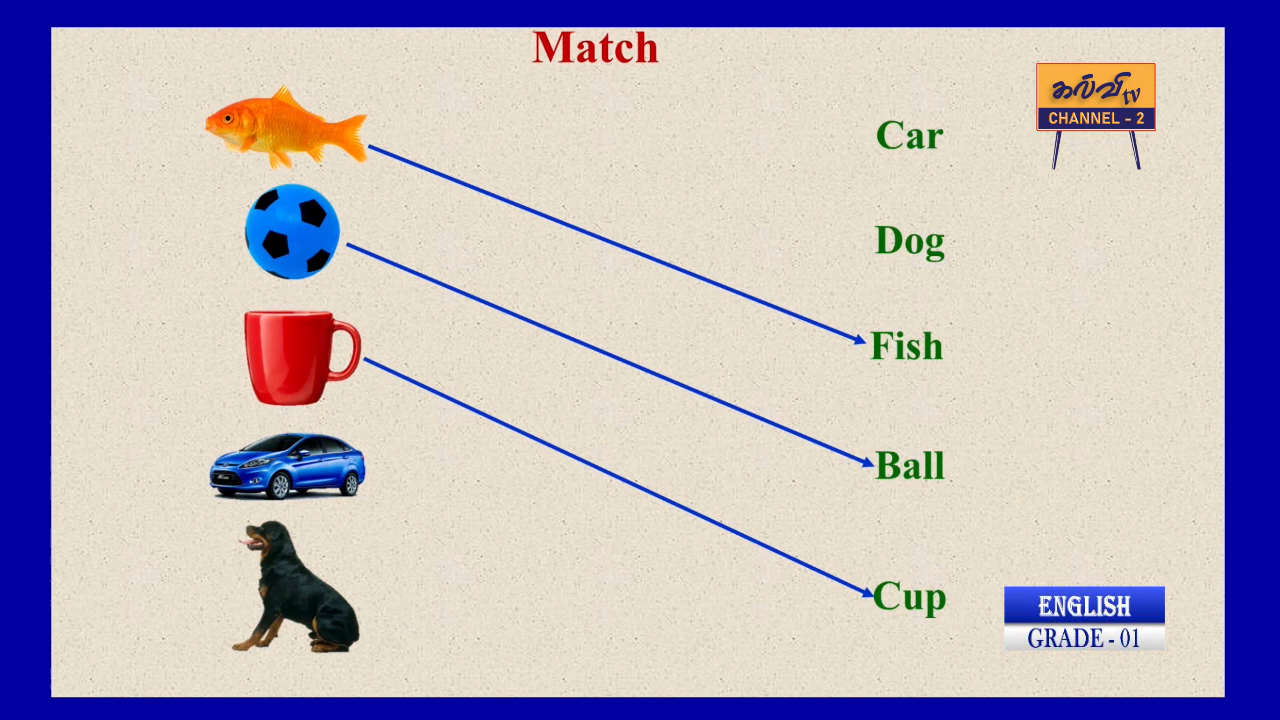 Match
Car
Dog
Fish
Ball
Cup
கல்வி tv
CHANNEL - 2
ENGLISH
GRADE - 01